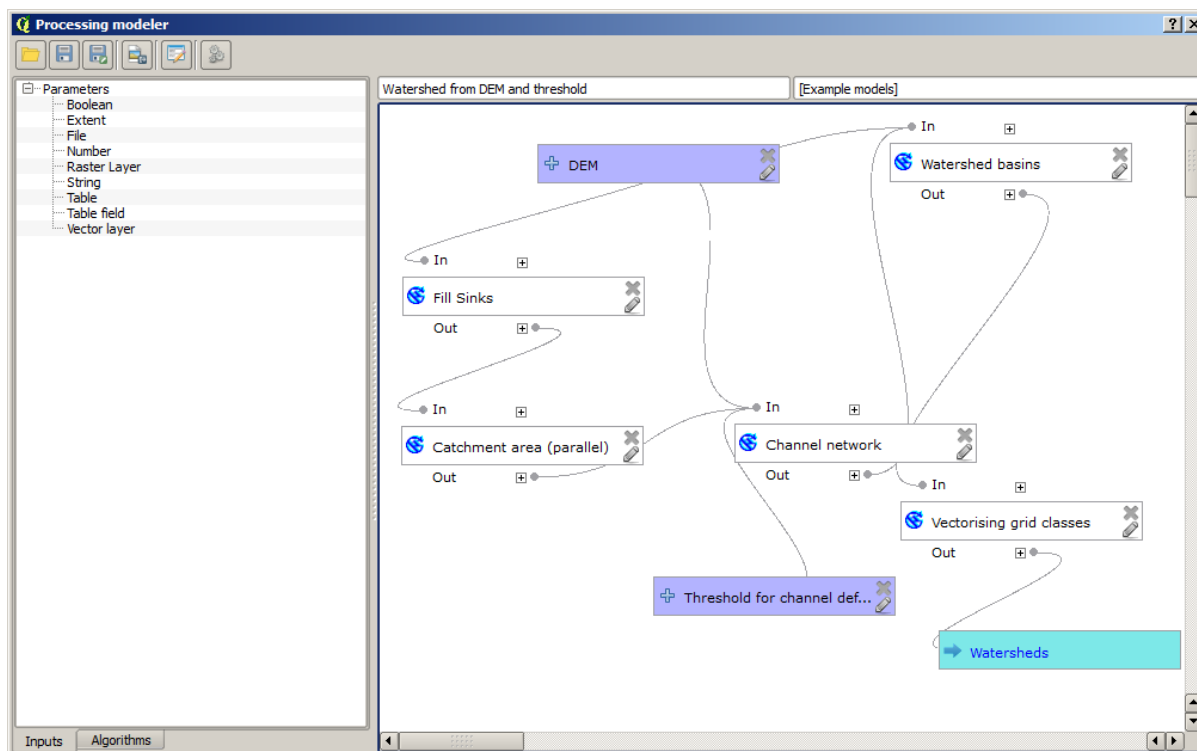 Processing modeler
Parameters
Boolean
Extent
File
Number
Raster Layer
String
Table
Table field
Vector layer
Inputs
Algorithms
Watershed from DEM and threshold
[Example models]
DEM
In
Watershed basins
Out
In
Fill Sinks
Out
In
Catchment area (parallel)
Out
In
Channel network
Out
In
Vectorising grid classes
Out
Threshold for channel def...
Watersheds